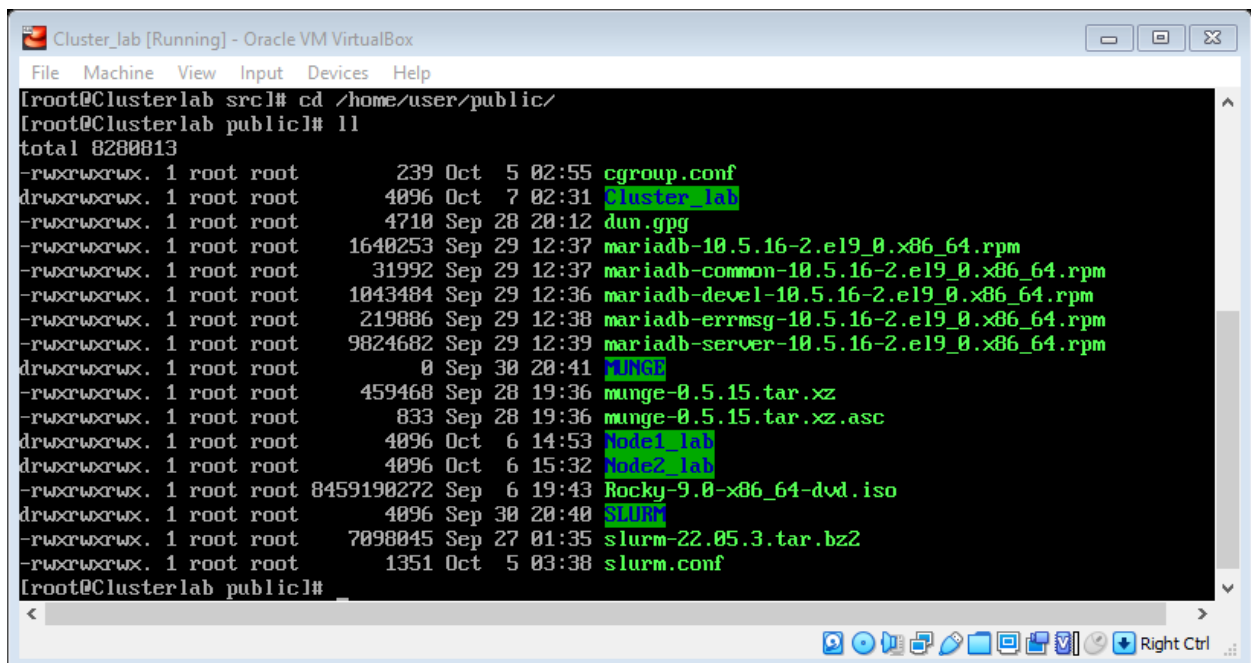 Cluster_lab [Running] - Oracle VM VirtualBox
File Machine View Input Devices Help
[root@Clusterlab src]# cd /home/user/public/
[root@Clusterlab public]# ll
total 8280813
-rwxrwxrwx. 1 root root        239 Oct  5 02:55 cgroup.conf
drwxrwxrwx. 1 root root       4096 Oct  7 02:31 Cluster_lab
-rwxrwxrwx. 1 root root       4710 Sep 28 20:12 dun.gpg
-rwxrwxrwx. 1 root root    1640253 Sep 29 12:37 mariadb-10.5.16-2.el9_0.x86_64.rpm
-rwxrwxrwx. 1 root root      31992 Sep 29 12:37 mariadb-common-10.5.16-2.el9_0.x86_64.rpm
-rwxrwxrwx. 1 root root    1043484 Sep 29 12:36 mariadb-devel-10.5.16-2.el9_0.x86_64.rpm
-rwxrwxrwx. 1 root root     219886 Sep 29 12:38 mariadb-errmsg-10.5.16-2.el9_0.x86_64.rpm
-rwxrwxrwx. 1 root root    9824682 Sep 29 12:39 mariadb-server-10.5.16-2.el9_0.x86_64.rpm
drwxrwxrwx. 1 root root          0 Sep 30 20:41 MUNGE
-rwxrwxrwx. 1 root root     459468 Sep 28 19:36 munge-0.5.15.tar.xz
-rwxrwxrwx. 1 root root        833 Sep 28 19:36 munge-0.5.15.tar.xz.asc
drwxrwxrwx. 1 root root       4096 Oct  6 14:53 Node1_lab
drwxrwxrwx. 1 root root       4096 Oct  6 15:32 Node2_lab
-rwxrwxrwx. 1 root root 8459190272 Sep  6 19:43 Rocky-9.0-x86_64-dvd.iso
drwxrwxrwx. 1 root root       4096 Sep 30 20:40 SLURM
-rwxrwxrwx. 1 root root    7098045 Sep 27 01:35 slurm-22.05.3.tar.bz2
-rwxrwxrwx. 1 root root       1351 Oct  5 03:38 slurm.conf
[root@Clusterlab public]# _
Right Ctrl